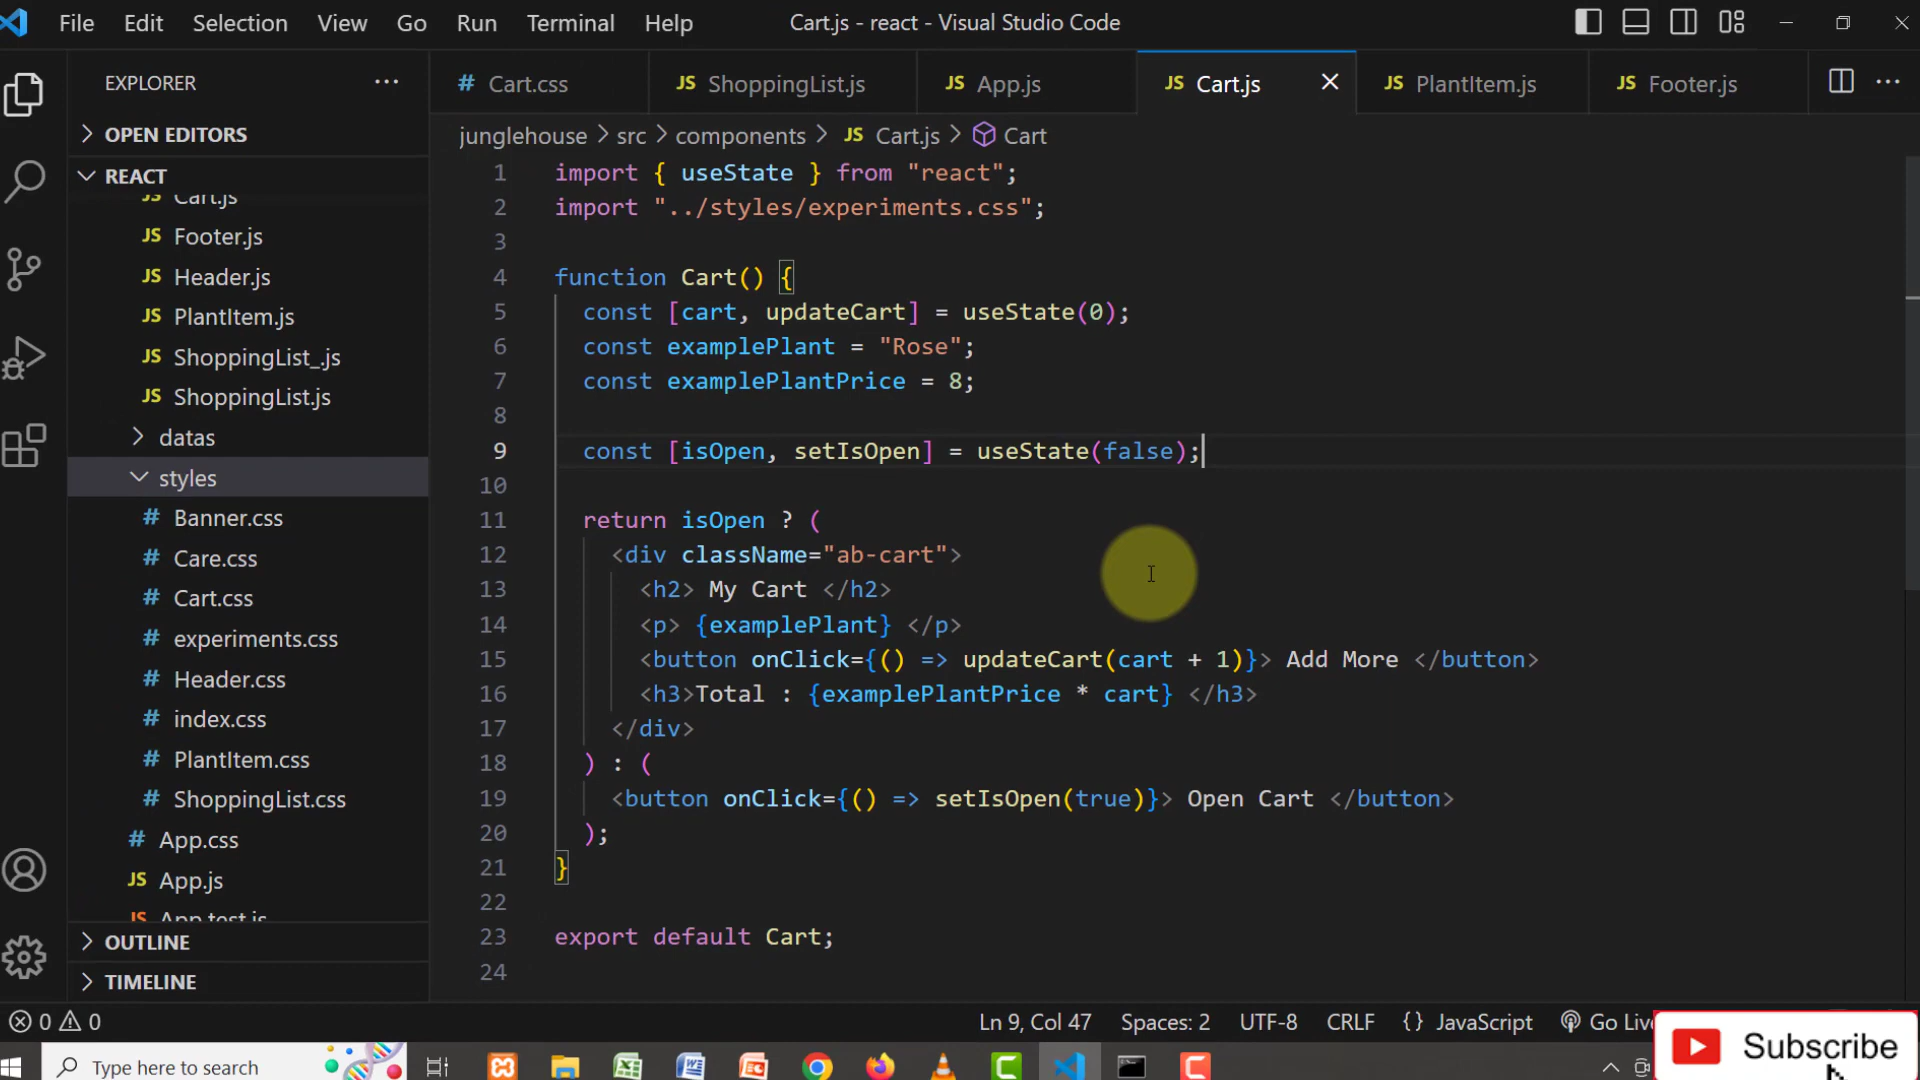 File Edit Selection View Go Run Terminal Help Cart.js - react - Visual Studio Code
EXPLORER ···
# Cart.css JS ShoppingList.js JS App.js JS Cart.js × JS PlantItem.js JS Footer.js ···
OPEN EDITORS
REACT
Cart.js
JS Footer.js
JS Header.js
JS PlantItem.js
JS ShoppingList_.js
JS ShoppingList.js
datas
styles
# Banner.css
# Care.css
# Cart.css
# experiments.css
# Header.css
# index.css
# PlantItem.css
# ShoppingList.css
# App.css
JS App.js
JS App.test.js
OUTLINE
TIMELINE
junglehouse > src > components > JS Cart.js > Cart
1 import { useState } from "react";
2 import "../styles/experiments.css";
3
4 function Cart() {
5 const [cart, updateCart] = useState(0);
6 const examplePlant = "Rose";
7 const examplePlantPrice = 8;
8
9 const [isOpen, setIsOpen] = useState(false);
10
11 return isOpen ? (
12 <div className="ab-cart">
13 <h2> My Cart </h2>
14 <p> {examplePlant} </p>
15 <button onClick={() => updateCart(cart + 1)}> Add More </button>
16 <h3>Total : {examplePlantPrice * cart} </h3>
17 </div>
18 ) : (
19 <button onClick={() => setIsOpen(true)}> Open Cart </button>
20 );
21 }
22
23 export default Cart;
24
0 0 Ln 9, Col 47 Spaces: 2 UTF-8 CRLF {} JavaScript Go Live
Type here to search
Subscribe